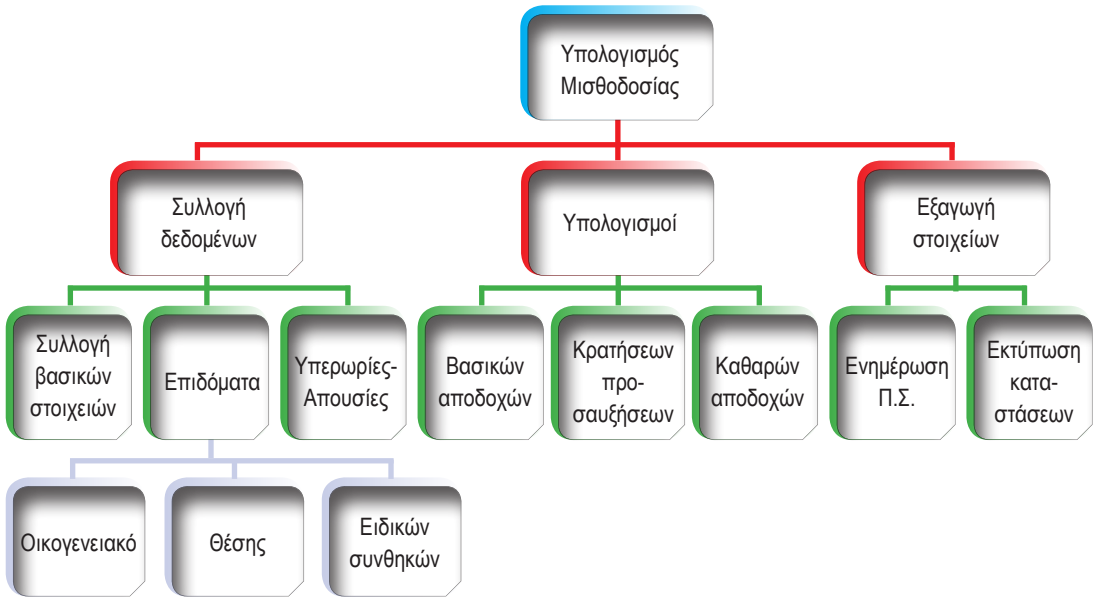 Υπολογισμός
Μισθοδοσίας
Συλλογή
δεδομένων
Υπολογισμοί
Εξαγωγή
στοιχείων
Συλλογή
βασικών
στοιχειών
Επιδόματα
Υπερωρίες-
Απουσίες
Βασικών
αποδοχών
Κρατήσεων
προ-
σαυξήσεων
Καθαρών
αποδοχών
Ενημέρωση
Π.Σ.
Εκτύπωση
κατα-
στάσεων
Οικογενειακό
Θέσης
Ειδικών
συνθηκών